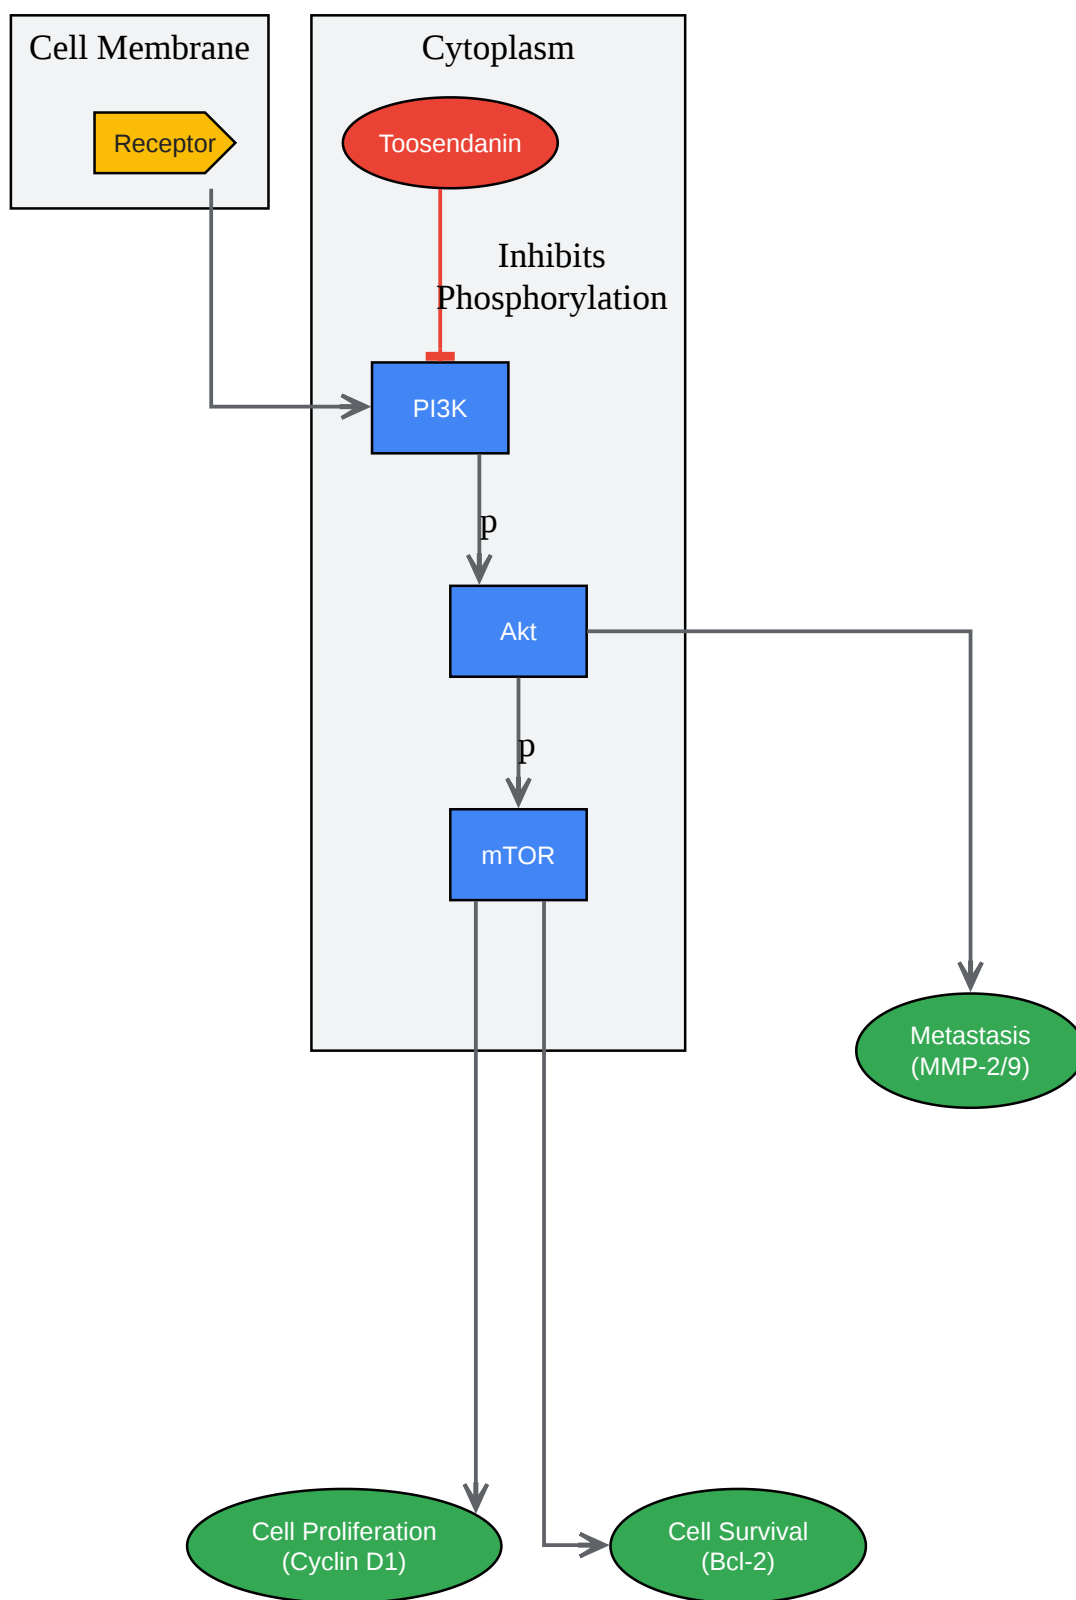 Cell Membrane
Cytoplasm
Receptor
Toosendanin
Inhibits
Phosphorylation
PI3K
p
Akt
p
mTOR
Metastasis
(MMP-2/9)
Cell Proliferation
(Cyclin D1)
Cell Survival
(Bcl-2)